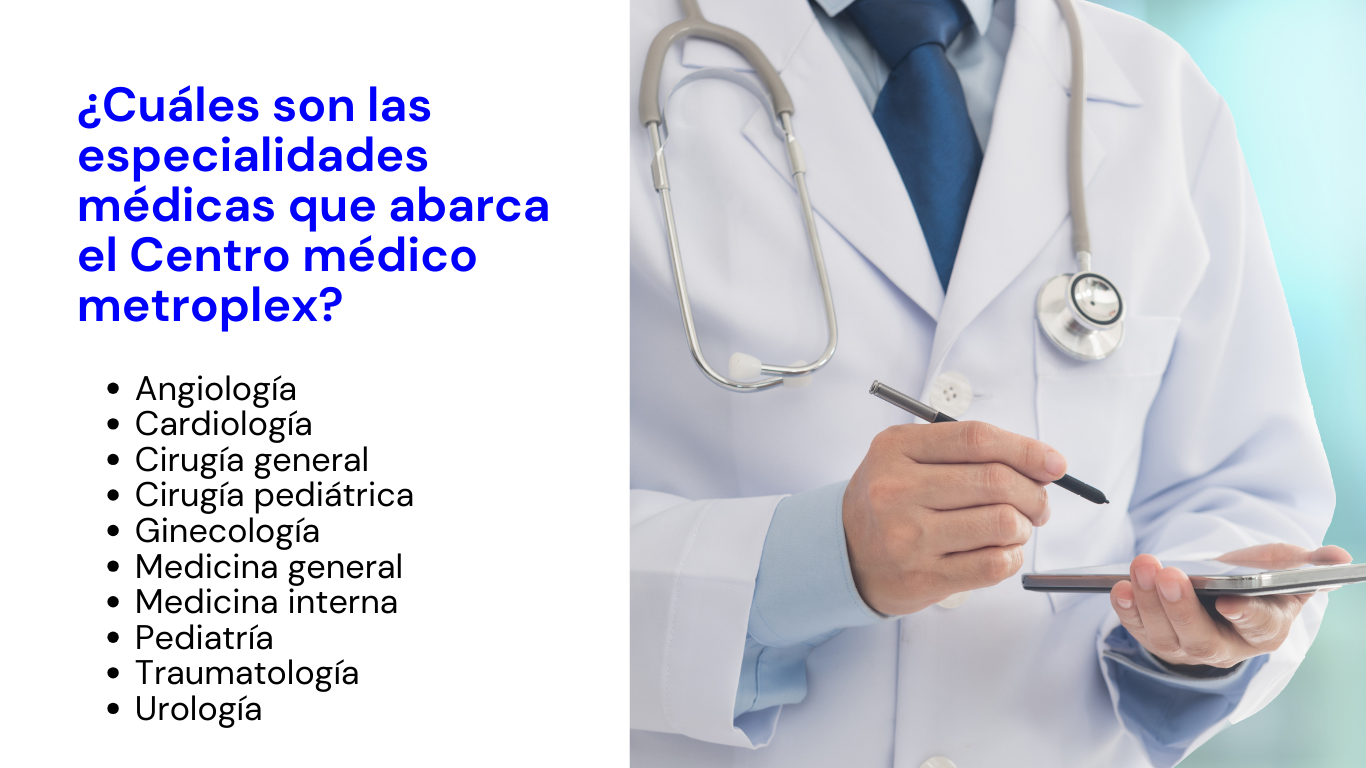 ¿Cuáles son las
especialidades
médicas que abarca
el Centro médico
metroplex?
• Angiología
• Cardiología
• Cirugía general
• Cirugía pediátrica
• Ginecología
• Medicina general
• Medicina interna
• Pediatría
• Traumatología
• Urología